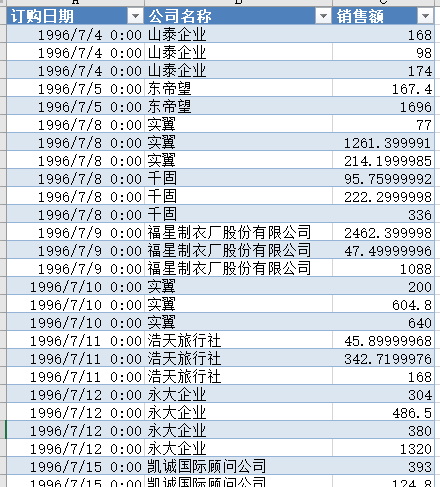 订购日期 公司名称 销售额
1996/7/4 0:00 山泰企业 168
1996/7/4 0:00 山泰企业 98
1996/7/4 0:00 山泰企业 174
1996/7/5 0:00 东帝望 167.4
1996/7/5 0:00 东帝望 1696
1996/7/8 0:00 实翼 77
1996/7/8 0:00 实翼 1261.399991
1996/7/8 0:00 实翼 214.1999985
1996/7/8 0:00 千固 95.75999992
1996/7/8 0:00 千固 222.2999998
1996/7/8 0:00 千固 336
1996/7/9 0:00 福星制衣厂股份有限公司 2462.399998
1996/7/9 0:00 福星制衣厂股份有限公司 47.49999996
1996/7/9 0:00 福星制衣厂股份有限公司 1088
1996/7/10 0:00 实翼 200
1996/7/10 0:00 实翼 604.8
1996/7/10 0:00 实翼 640
1996/7/11 0:00 浩天旅行社 45.89999968
1996/7/11 0:00 浩天旅行社 342.7199976
1996/7/11 0:00 浩天旅行社 168
1996/7/12 0:00 永大企业 304
1996/7/12 0:00 永大企业 486.5
1996/7/12 0:00 永大企业 380
1996/7/12 0:00 永大企业 1320
1996/7/15 0:00 凯诚国际顾问公司 393
1996/7/15 0:00 凯诚国际顾问公司 124.8